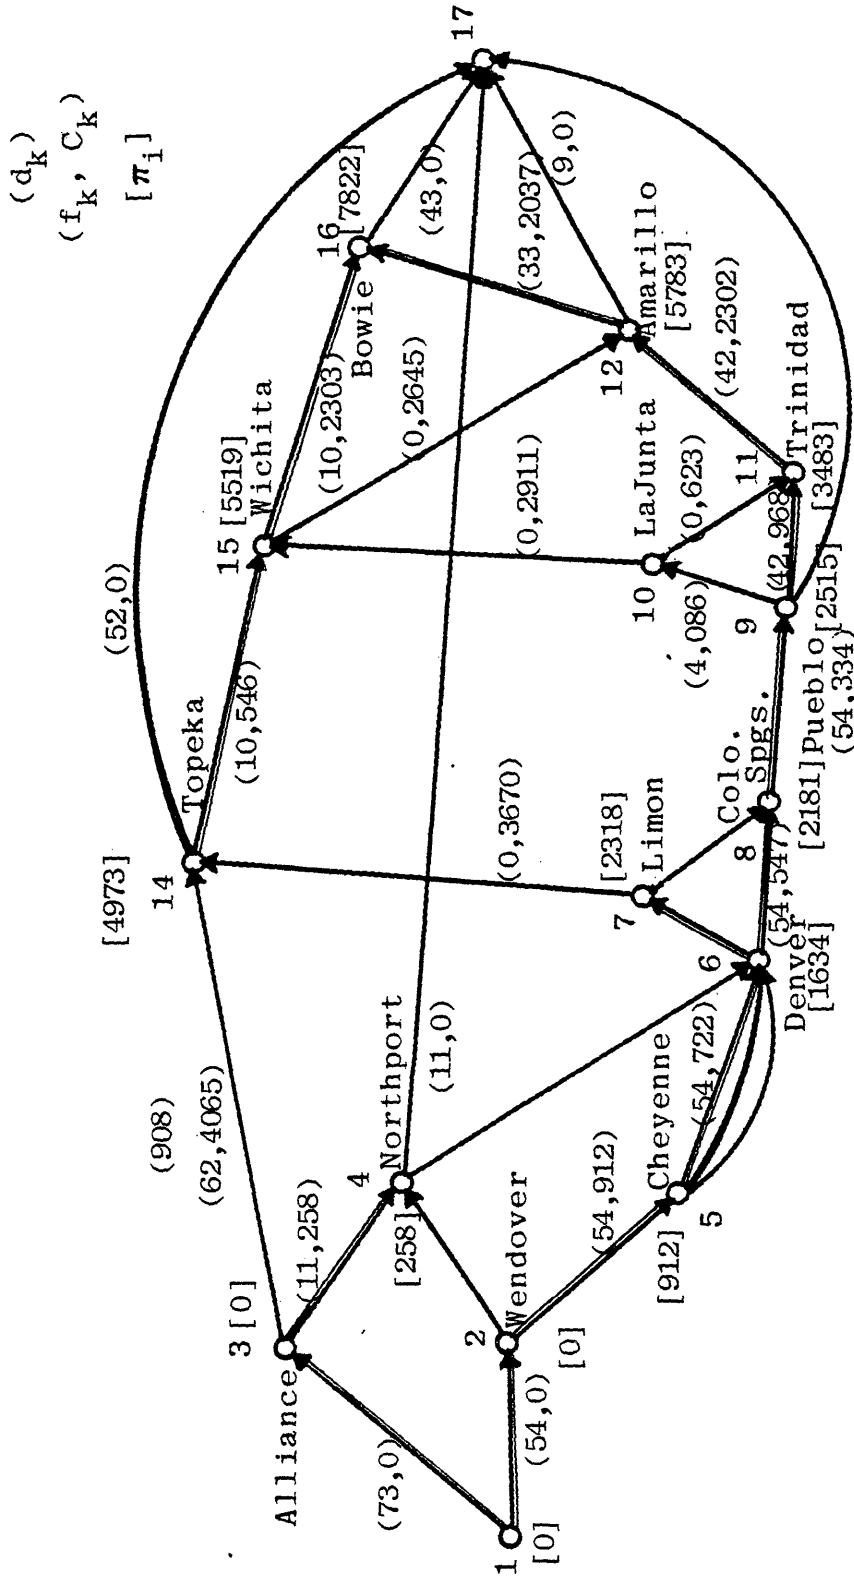 (d_k)
(f_k, C_k)
[π_i]
1
[0]
(73,0)
(54,0)
Alliance
3 [0]
2
Wendover
[0]
(908)
(62,4065)
(11,258)
4
Northport
[258]
(54,912)
Cheyenne
[912]
5
(54,722)
(11,0)
[4973]
14
Topeka
(52,0)
(10,546)
(0,3670)
[2318]
Limon
7
6
Denver
[1634]
(54,547)
8
Colo.
Spgs.
[2181]
Pueblo
[2515]
(54,334)
9
(4,086)
10
LaJunta
(0,623)
(42,968)
11
Trinidad
[3483]
(0,2911)
15 [5519]
Wichita
(10,2303)
(0,2645)
Bowie
16
[7822]
(43,0)
(33,2037)
(9,0)
12
Amarillo
[5783]
(42,2302)
17